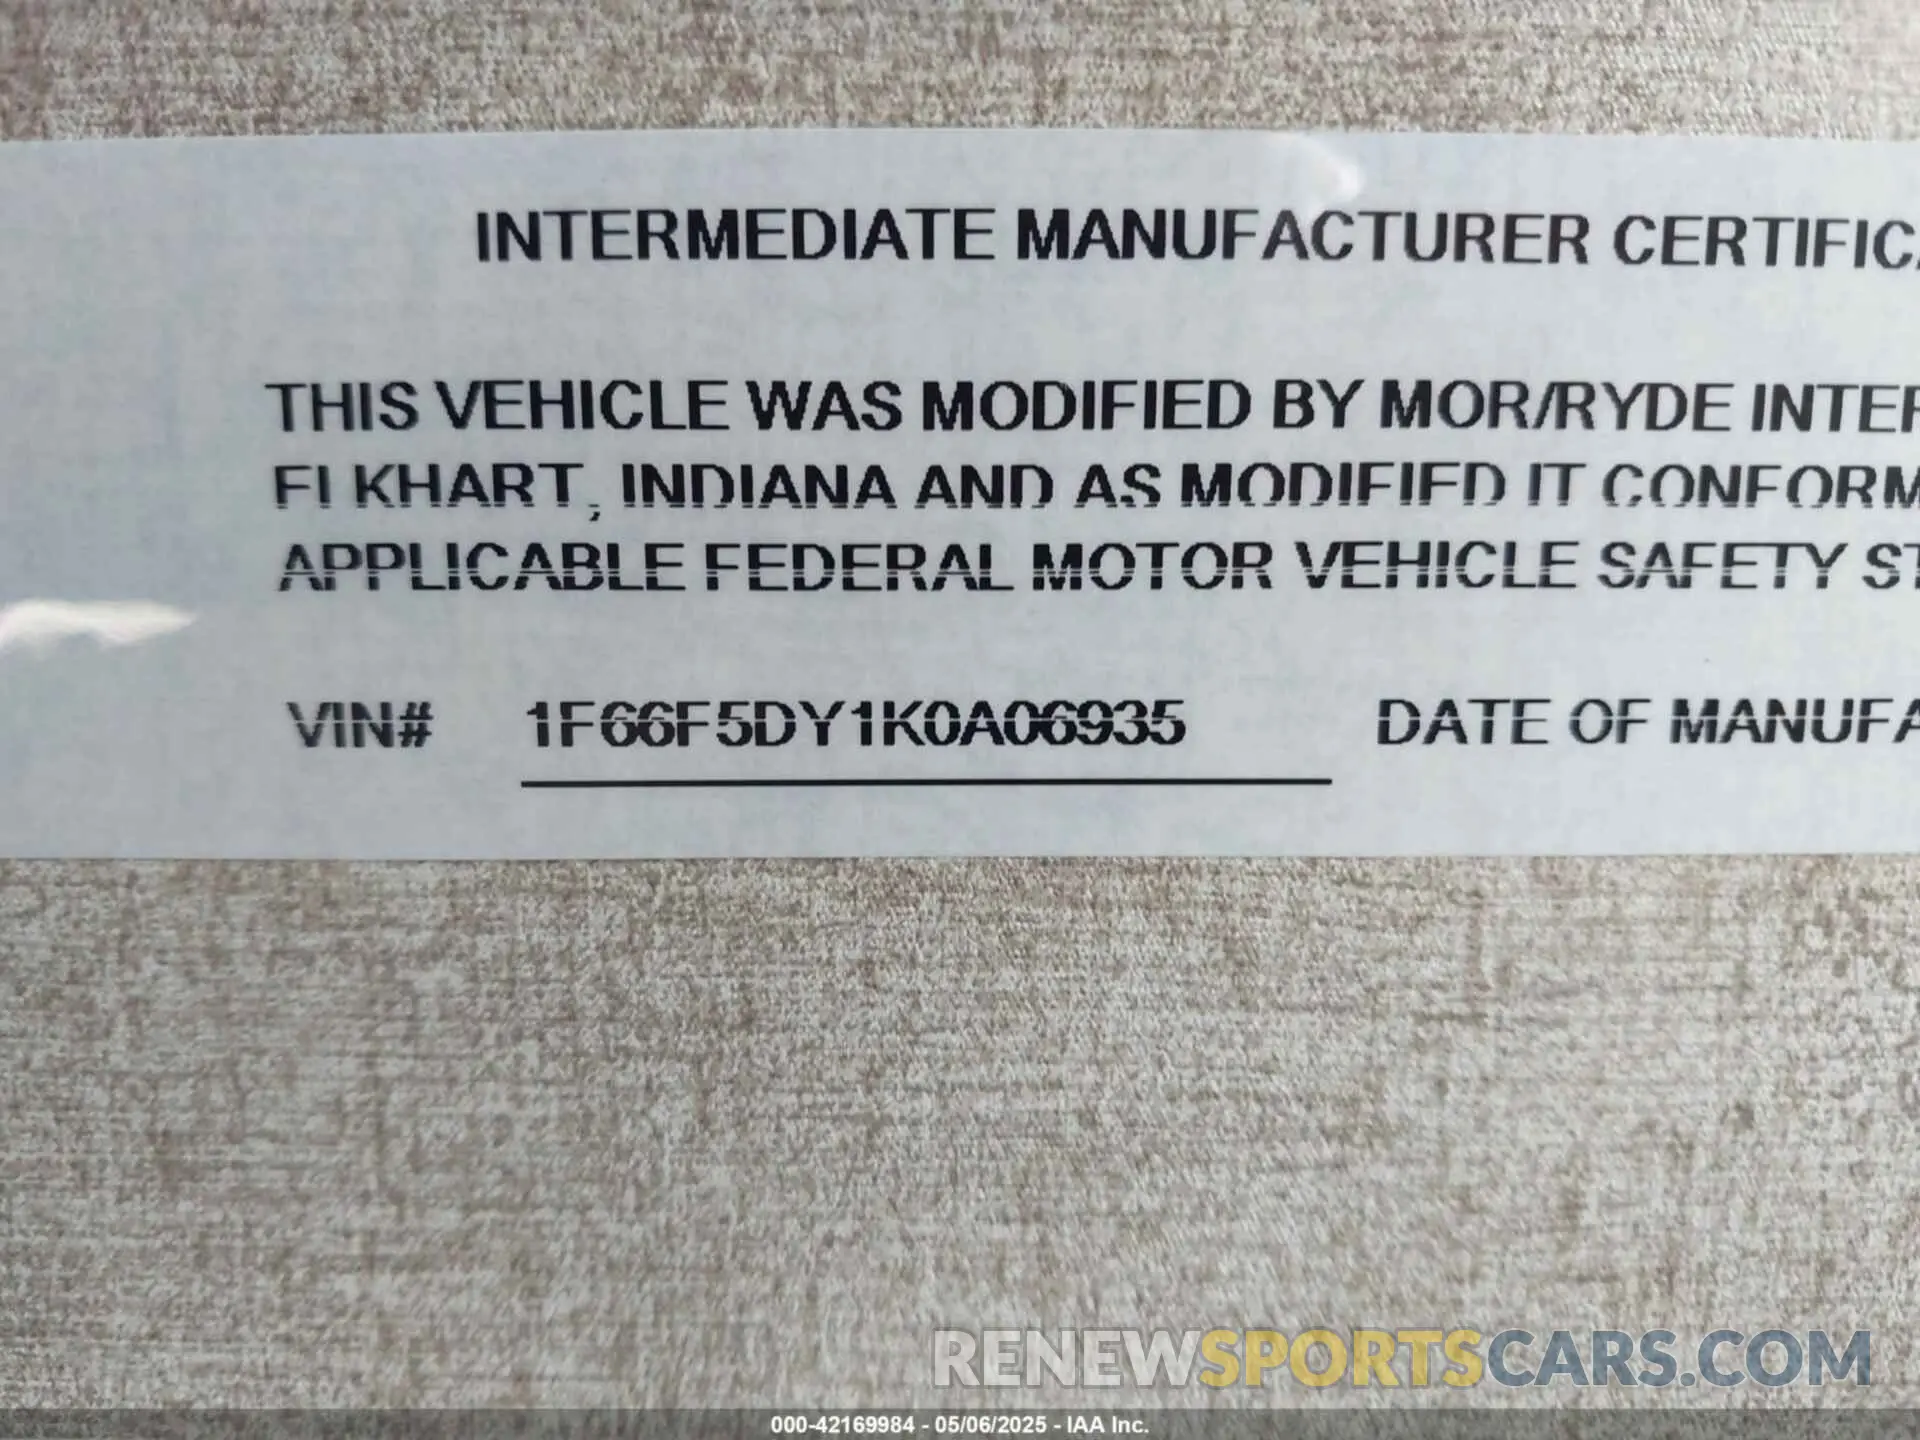 INTERMEDIATE MANUFACTURER CERTIFICA
THIS VEHICLE WAS MODIFIED BY MOR/RYDE INTER
ELKHART, INDIANA AND AS MODIFIED IT CONFORM
APPLICABLE FEDERAL MOTOR VEHICLE SAFETY ST
VIN# 1F66F5DY1K0A06935 DATE OF MANUFA
RENEWSPORTSCARS.COM
000-42169984 - 05/06/2025 - IAA Inc.